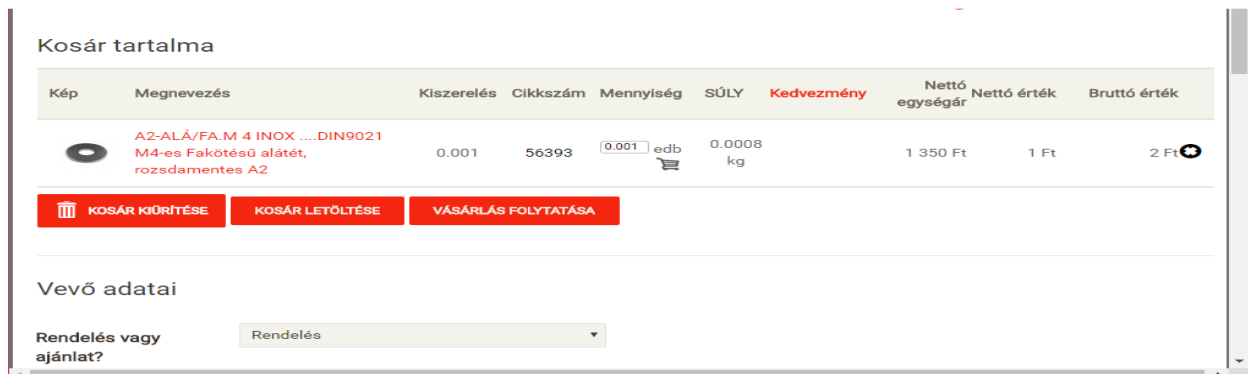 Kosár tartalma
Kép Megnevezés Kiszerelés Cikkszám Mennyiség SÚLY Kedvezmény Nettó egységár Nettó érték Bruttó érték
A2-ALÁ/FA.M 4 INOX ....DIN9021
M4-es Fakötésű alátét,
rozsdamentes A2
0.001 56393 0.001 edb 0.0008 kg 1 350 Ft 1 Ft 2 Ft
KOSÁR KIÜRÍTÉSE KOSÁR LETÖLTÉSE VÁSÁRLÁS FOLYTATÁSA
Vevő adatai
Rendelés vagy
ajánlat?
Rendelés